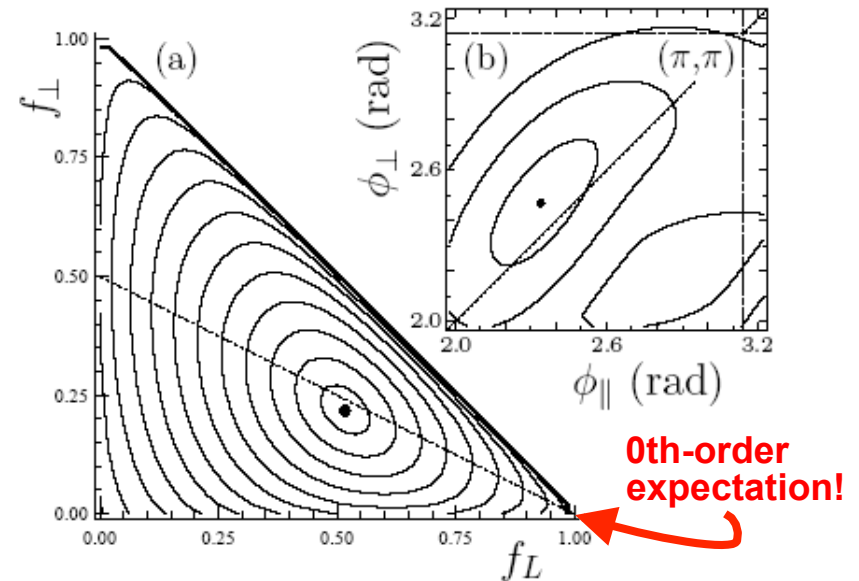 1.00
0.75
0.50
0.25
0.00
f⊥
(a)
0.00 0.25 0.50 0.75 1.00
f_L
3.2
2.6
2.0
ϕ⊥ (rad)
(b)
(π,π)
2.0 2.6 3.2
ϕ∥ (rad)
0th-order
expectation!